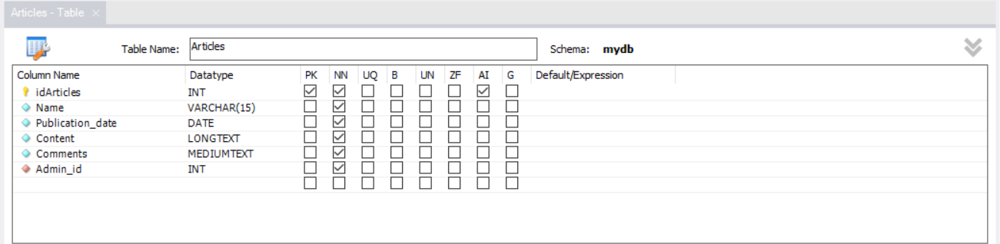 Articles - Table ×
Table Name: Articles Schema: mydb
Column Name Datatype PK NN UQ B UN ZF AI G Default/Expression
idArticles INT
Name VARCHAR(15)
Publication_date DATE
Content LONGTEXT
Comments MEDIUMTEXT
Admin_id INT